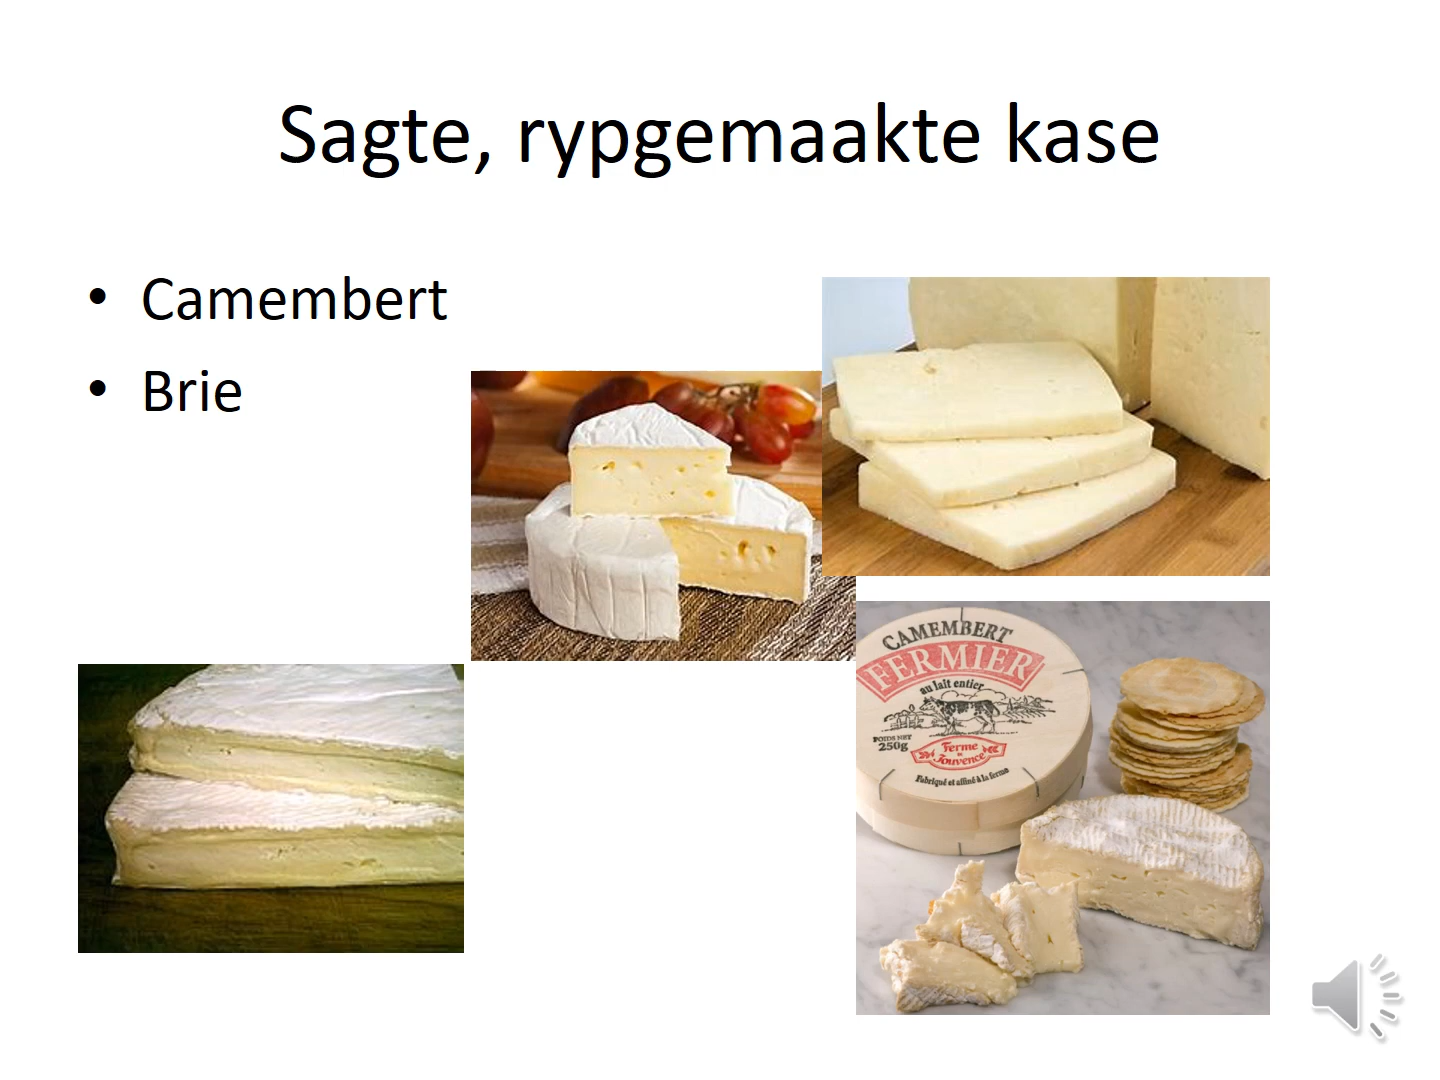 Sagte, rypgemaakte kase
• Camembert
• Brie
CAMEMBERT
FERMIER
au lait entier
POIDS NET
250g
Ferme
DE
Jouvence
Fabriqué et affiné à la ferme